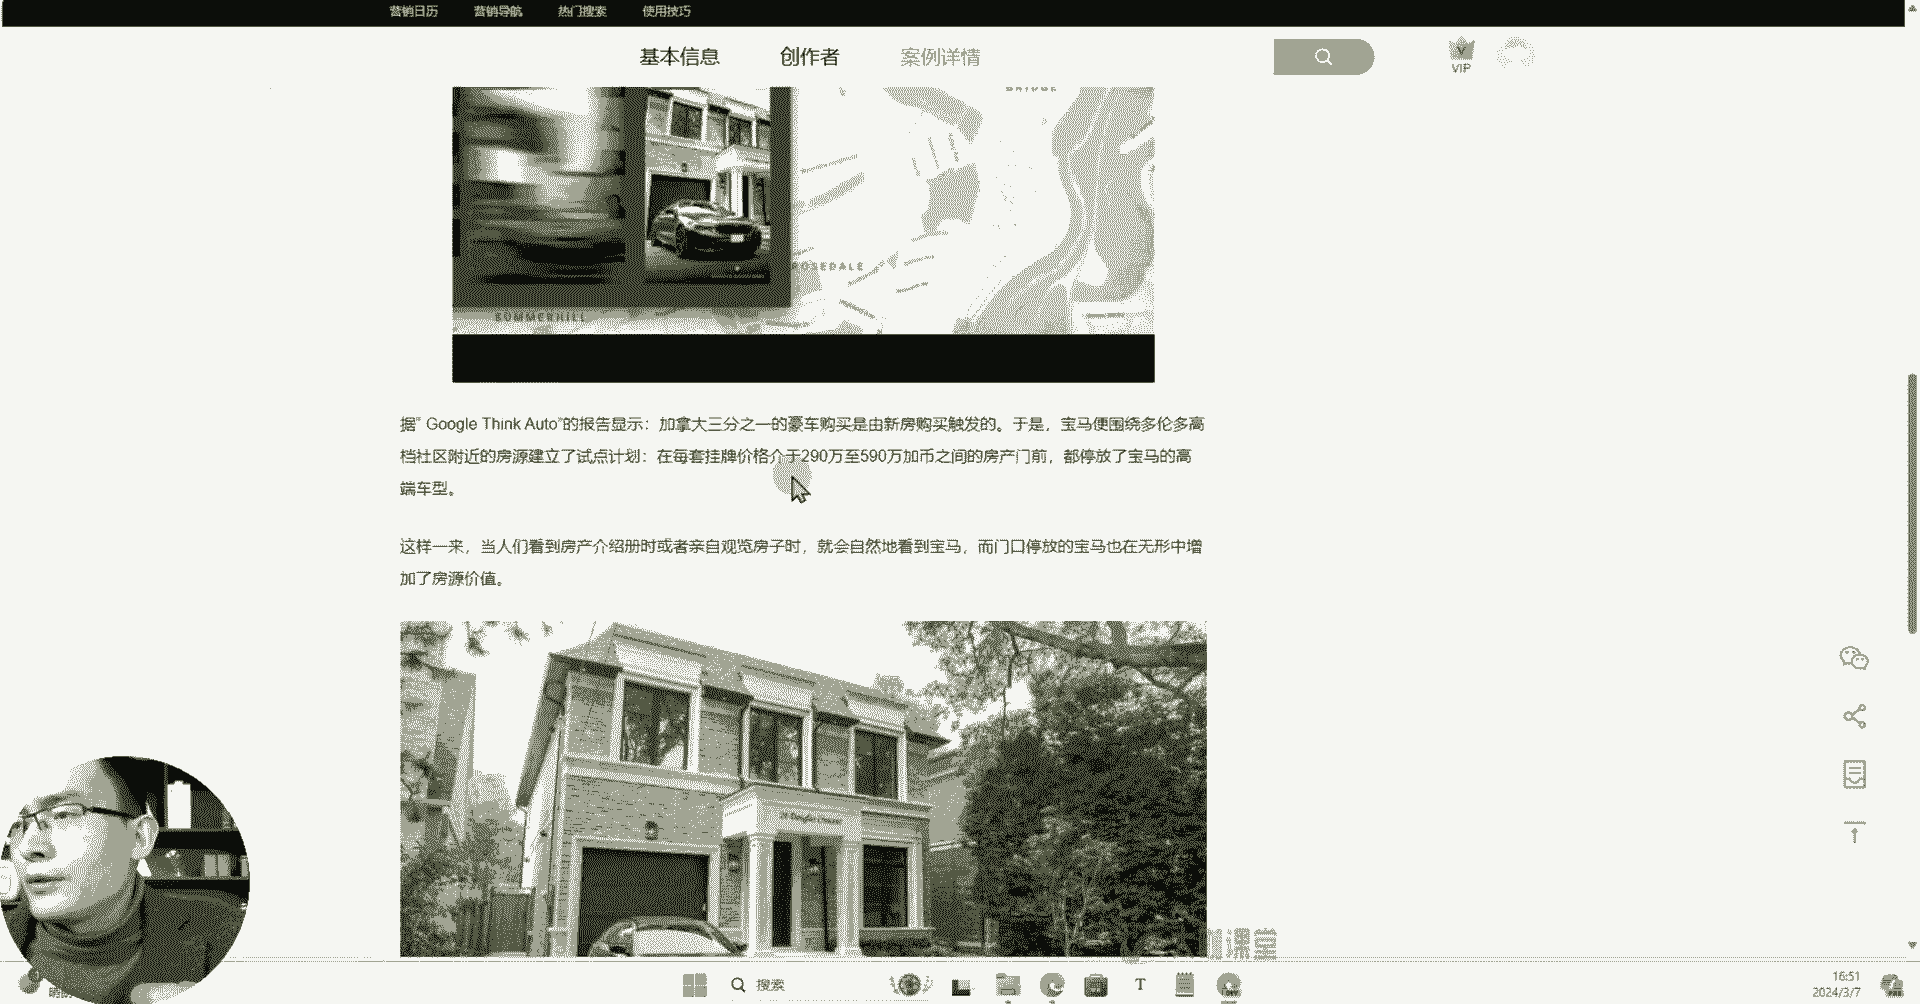 营销日历 营销导航 热门搜索 使用技巧
基本信息 创作者 案例详情
VIP
BRIDGE
ROSEDALE
SUMMERHILL
据“ Google Think Auto”的报告显示：加拿大三分之一的豪车购买是由新房购买触发的。于是，宝马便围绕多伦多高
档社区附近的房源建立了试点计划：在每套挂牌价格介于290万至590万加币之间的房产门前，都停放了宝马的高
端车型。
这样一来，当人们看到房产介绍册时或者亲自观览房子时，就会自然地看到宝马，而门口停放的宝马也在无形中增
加了房源价值。
课堂
搜索
T
16:51
2024/3/7